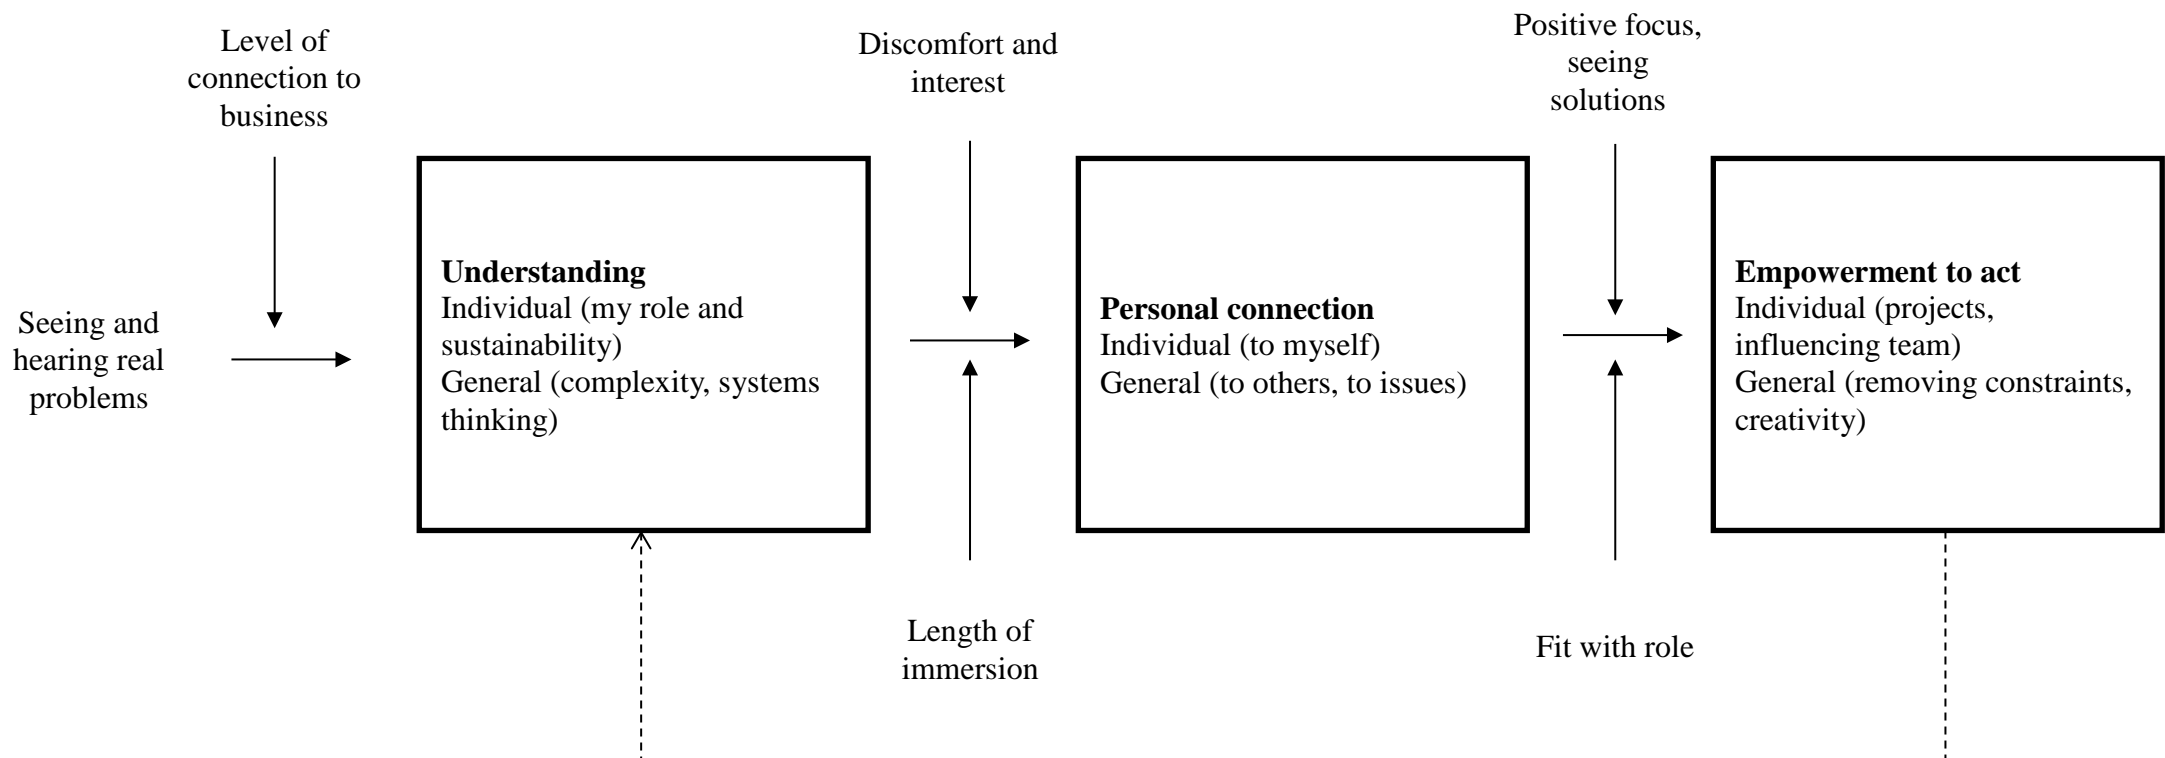 Level of
connection to
business
Discomfort and
interest
Positive focus,
seeing
solutions
Seeing and
hearing real
problems
Understanding
Individual (my role and
sustainability)
General (complexity, systems
thinking)
Personal connection
Individual (to myself)
General (to others, to issues)
Empowerment to act
Individual (projects,
influencing team)
General (removing constraints,
creativity)
Length of
immersion
Fit with role